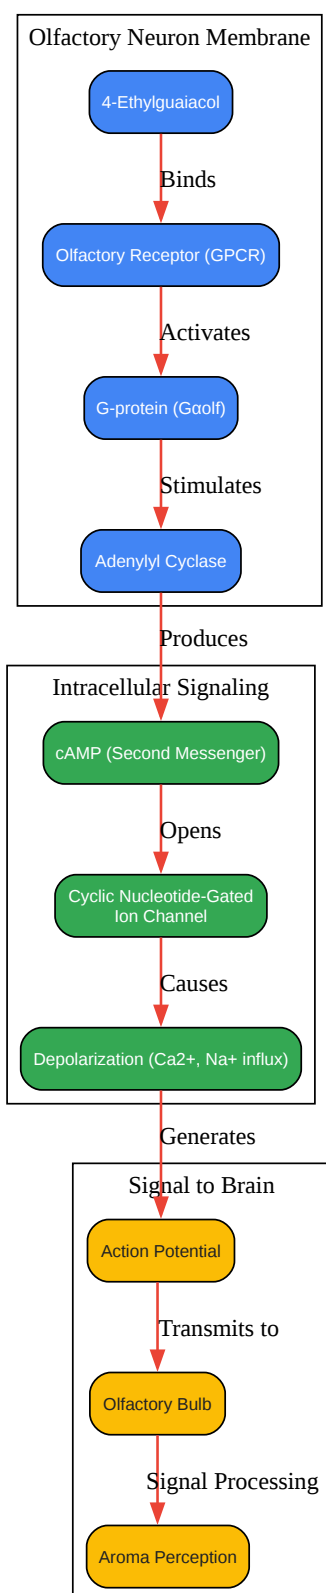 Olfactory Neuron Membrane
4-Ethylguaiacol
Binds
Olfactory Receptor (GPCR)
Activates
G-protein (Gαolf)
Stimulates
Adenylyl Cyclase
Produces
Intracellular Signaling
cAMP (Second Messenger)
Opens
Cyclic Nucleotide-Gated
Ion Channel
Causes
Depolarization (Ca2+, Na+ influx)
Generates
Signal to Brain
Action Potential
Transmits to
Olfactory Bulb
Signal Processing
Aroma Perception